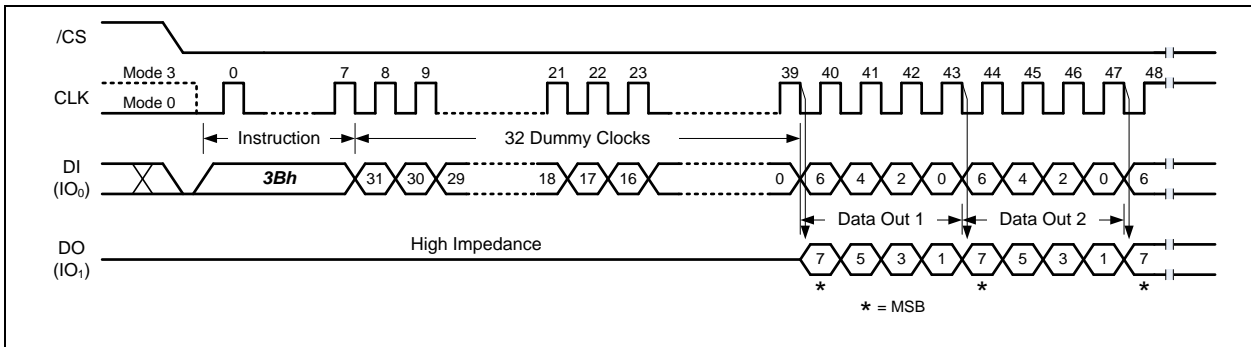 /CS
Mode 3 0 7 8 9 21 22 23 39 40 41 42 43 44 45 46 47 48
CLK
Mode 0
Instruction 32 Dummy Clocks
DI
(IO0) 3Bh 31 30 29 18 17 16 0 6 4 2 0 6 4 2 0 6
Data Out 1 Data Out 2
DO High Impedance
(IO1) 7 5 3 1 7 5 3 1 7
* * *
* = MSB